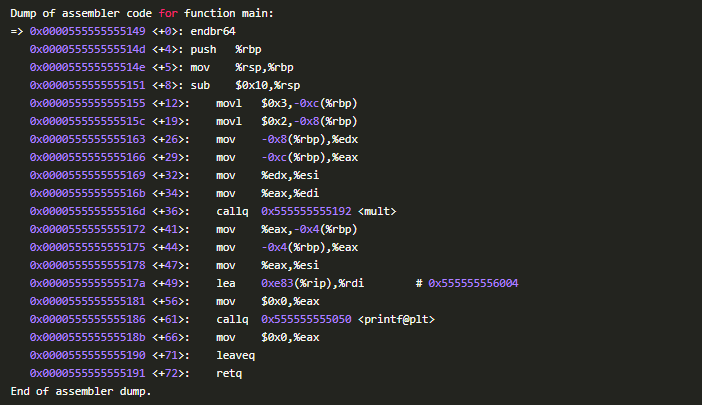 Dump of assembler code for function main:
=> 0x0000555555555149 <+0>: endbr64
0x000055555555514d <+4>: push %rbp
0x000055555555514e <+5>: mov %rsp,%rbp
0x0000555555555151 <+8>: sub $0x10,%rsp
0x0000555555555155 <+12>: movl $0x3,-0xc(%rbp)
0x000055555555515c <+19>: movl $0x2,-0x8(%rbp)
0x0000555555555163 <+26>: mov -0x8(%rbp),%edx
0x0000555555555166 <+29>: mov -0xc(%rbp),%eax
0x0000555555555169 <+32>: mov %edx,%esi
0x000055555555516b <+34>: mov %eax,%edi
0x000055555555516d <+36>: callq 0x555555555192 <mult>
0x0000555555555172 <+41>: mov %eax,-0x4(%rbp)
0x0000555555555175 <+44>: mov -0x4(%rbp),%eax
0x0000555555555178 <+47>: mov %eax,%esi
0x000055555555517a <+49>: lea 0xe83(%rip),%rdi # 0x555555556004
0x0000555555555181 <+56>: mov $0x0,%eax
0x0000555555555186 <+61>: callq 0x555555555050 <printf@plt>
0x000055555555518b <+66>: mov $0x0,%eax
0x0000555555555190 <+71>: leaveq
0x0000555555555191 <+72>: retq
End of assembler dump.